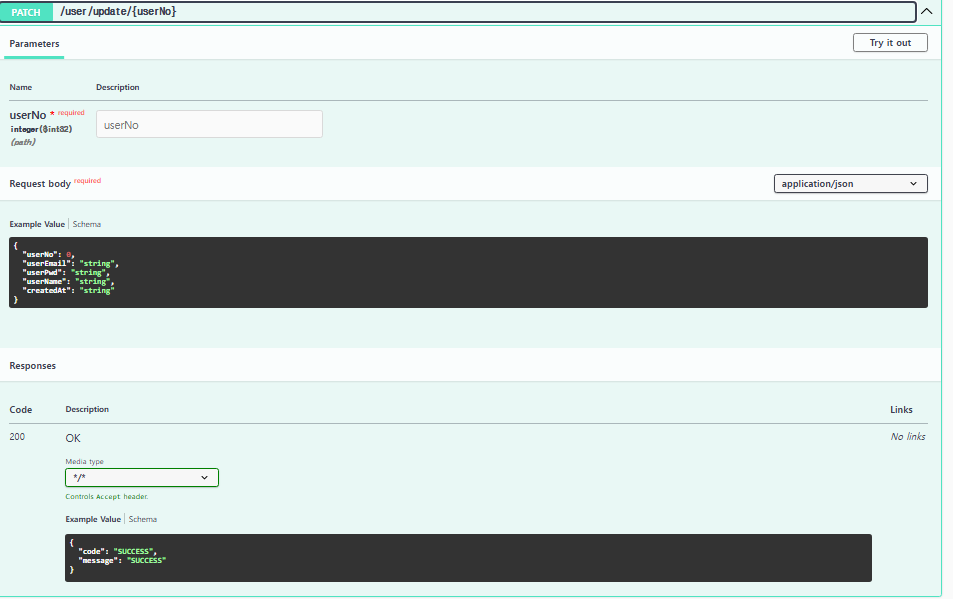 PATCH /user/update/{userNo}
Parameters
Try it out
Name Description
userNo * required
integer($int32)
(path)
userNo
Request body required
application/json
Example Value Schema
{
"userNo": 0,
"userEmail": "string",
"userPwd": "string",
"userName": "string",
"createdAt": "string"
}
Responses
Code Description Links
200 OK No links
Media type
*/*
Controls Accept header.
Example Value Schema
{
"code": "SUCCESS",
"message": "SUCCESS"
}